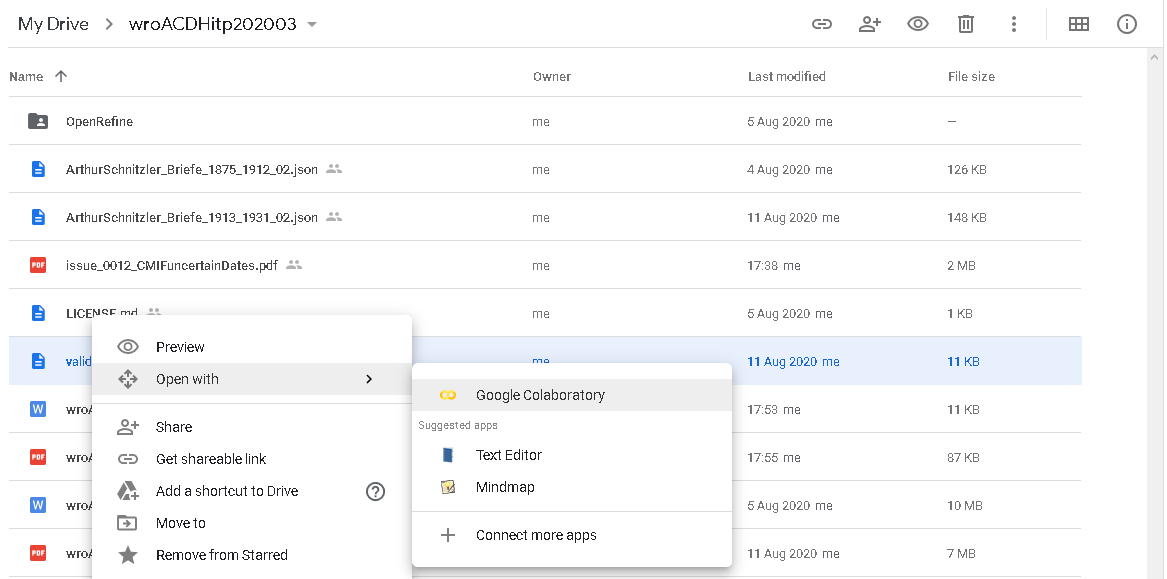 My Drive > wroACDHitp202003
Name Owner Last modified File size
OpenRefine me 5 Aug 2020 me –
ArthurSchnitzler_Briefe_1875_1912_02.json me 4 Aug 2020 me 126 KB
ArthurSchnitzler_Briefe_1913_1931_02.json me 11 Aug 2020 me 148 KB
PDF issue_0012_CMIFuncertainDates.pdf me 17:38 me 2 MB
LICENSE.md me 5 Aug 2020 me 1 KB
Preview
valid me 11 Aug 2020 me 11 KB
Open with
Google Colaboratory
W wroA 17:53 me 11 KB
Share
Suggested apps
PDF wroA Text Editor 17:55 me 87 KB
Get shareable link
Mindmap
Add a shortcut to Drive ?
W wroA 5 Aug 2020 me 10 MB
Move to
Connect more apps
PDF wroA 11 Aug 2020 me 7 MB
Remove from Starred